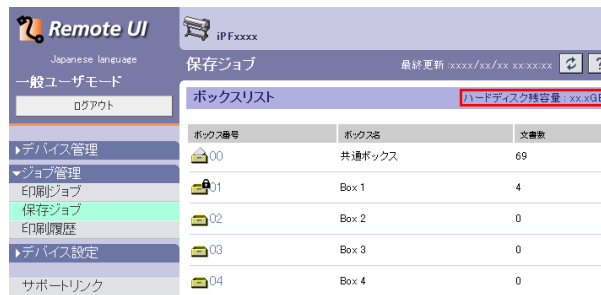 Remote UI
iPFxxxx
Japanese language
一般ユーザモード
ログアウト
保存ジョブ
最終更新 :xxxx/xx/xx xx:xx:xx
?
ボックスリスト
ハードディスク残容量 : xx.xGB
ボックス番号
ボックス名
文書数
▶デバイス管理
▼ジョブ管理
印刷ジョブ
保存ジョブ
印刷履歴
▶デバイス設定
サポートリンク
00 共通ボックス 69
01 Box 1 4
02 Box 2 0
03 Box 3 0
04 Box 4 0